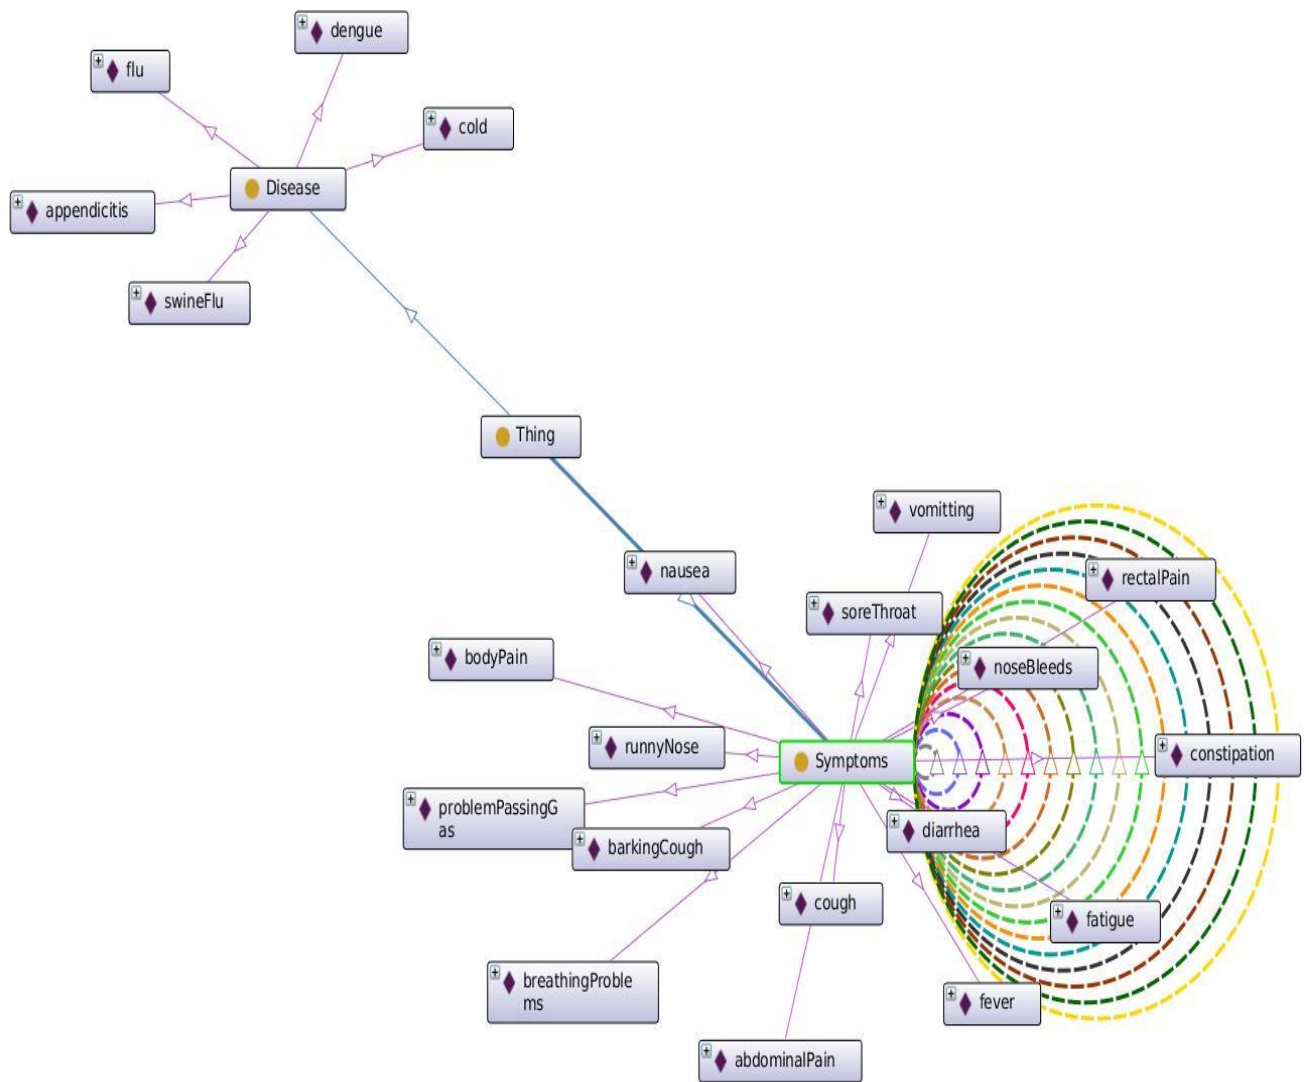 dengue
flu
cold
Disease
appendicitis
swineFlu
Thing
vomitting
nausea
rectalPain
soreThroat
bodyPain
noseBleeds
runnyNose
Symptoms
constipation
problemPassingG
as
barkingCough
diarrhea
cough
fatigue
breathingProble
ms
fever
abdominalPain